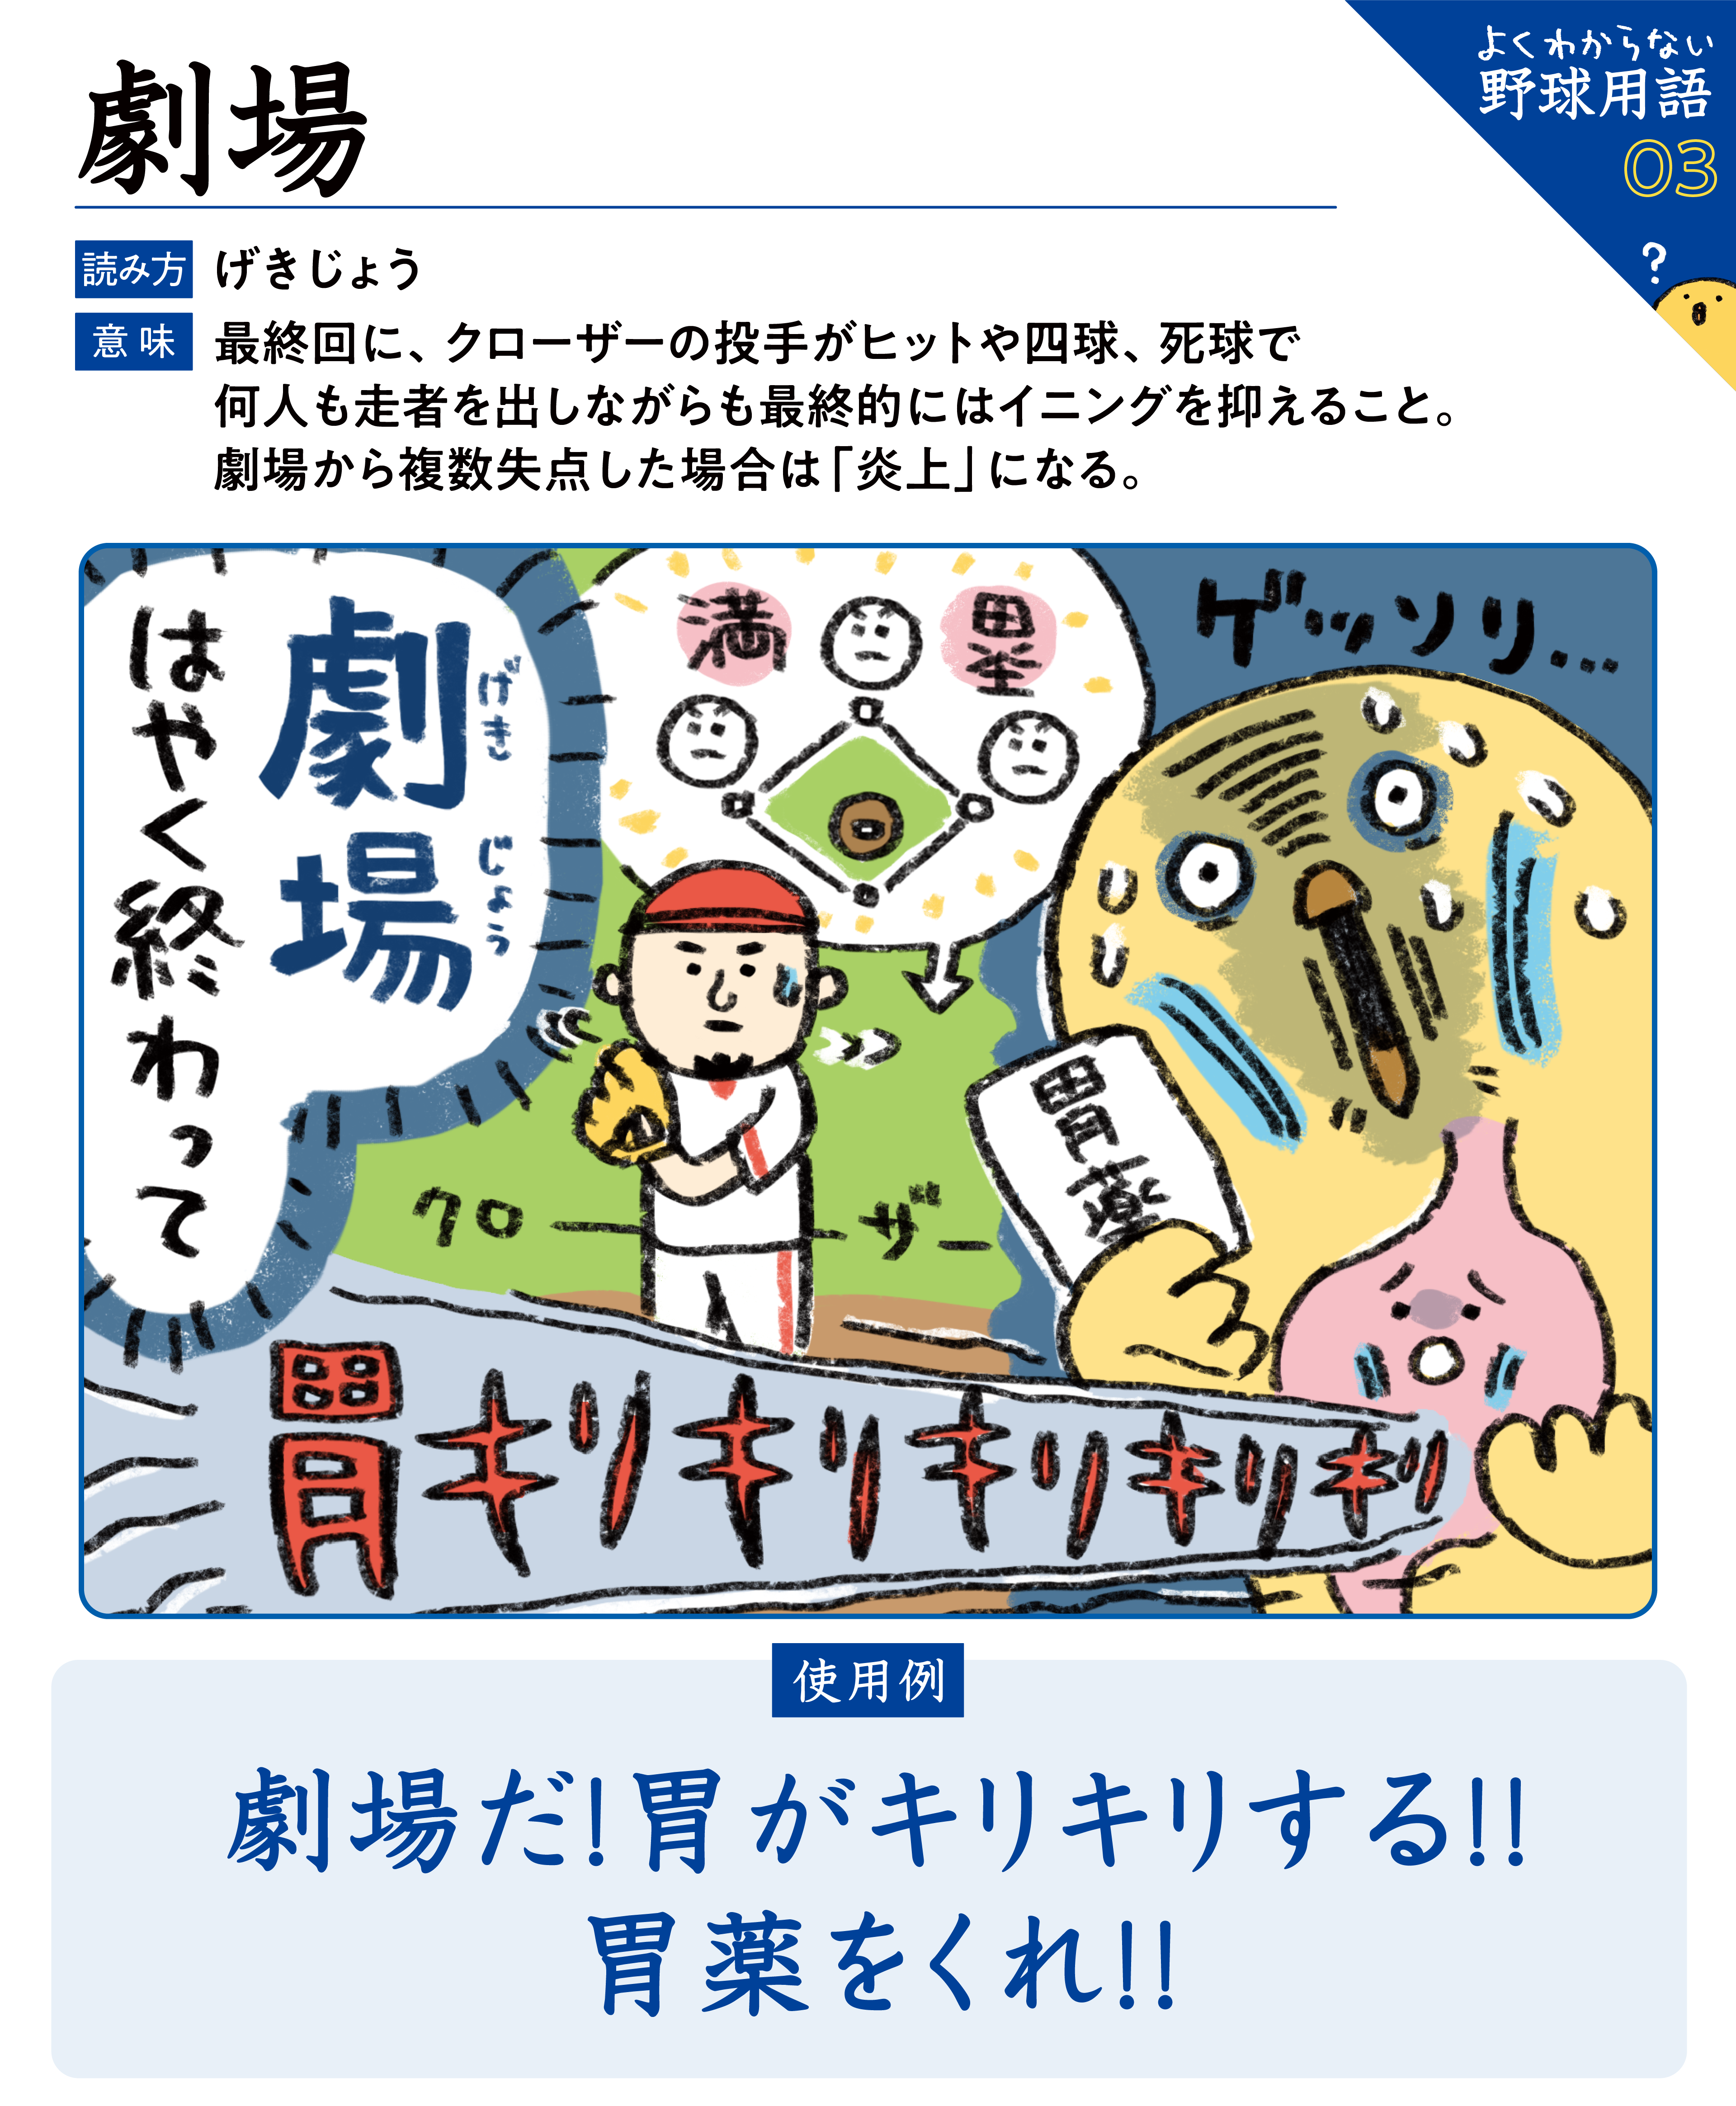 劇場
よくわからない
野球用語
03
?
読み方 げきじょう
意味 最終回に、クローザーの投手がヒットや四球、死球で
何人も走者を出しながらも最終的にはイニングを抑えること。
劇場から複数失点した場合は「炎上」になる。
劇場
げきじょう
はやく終わって
満塁
ゲッソリ…
胃薬
クローザー
胃キリキリキリキリキリ
使用例
劇場だ!胃がキリキリする!!
胃薬をくれ!!